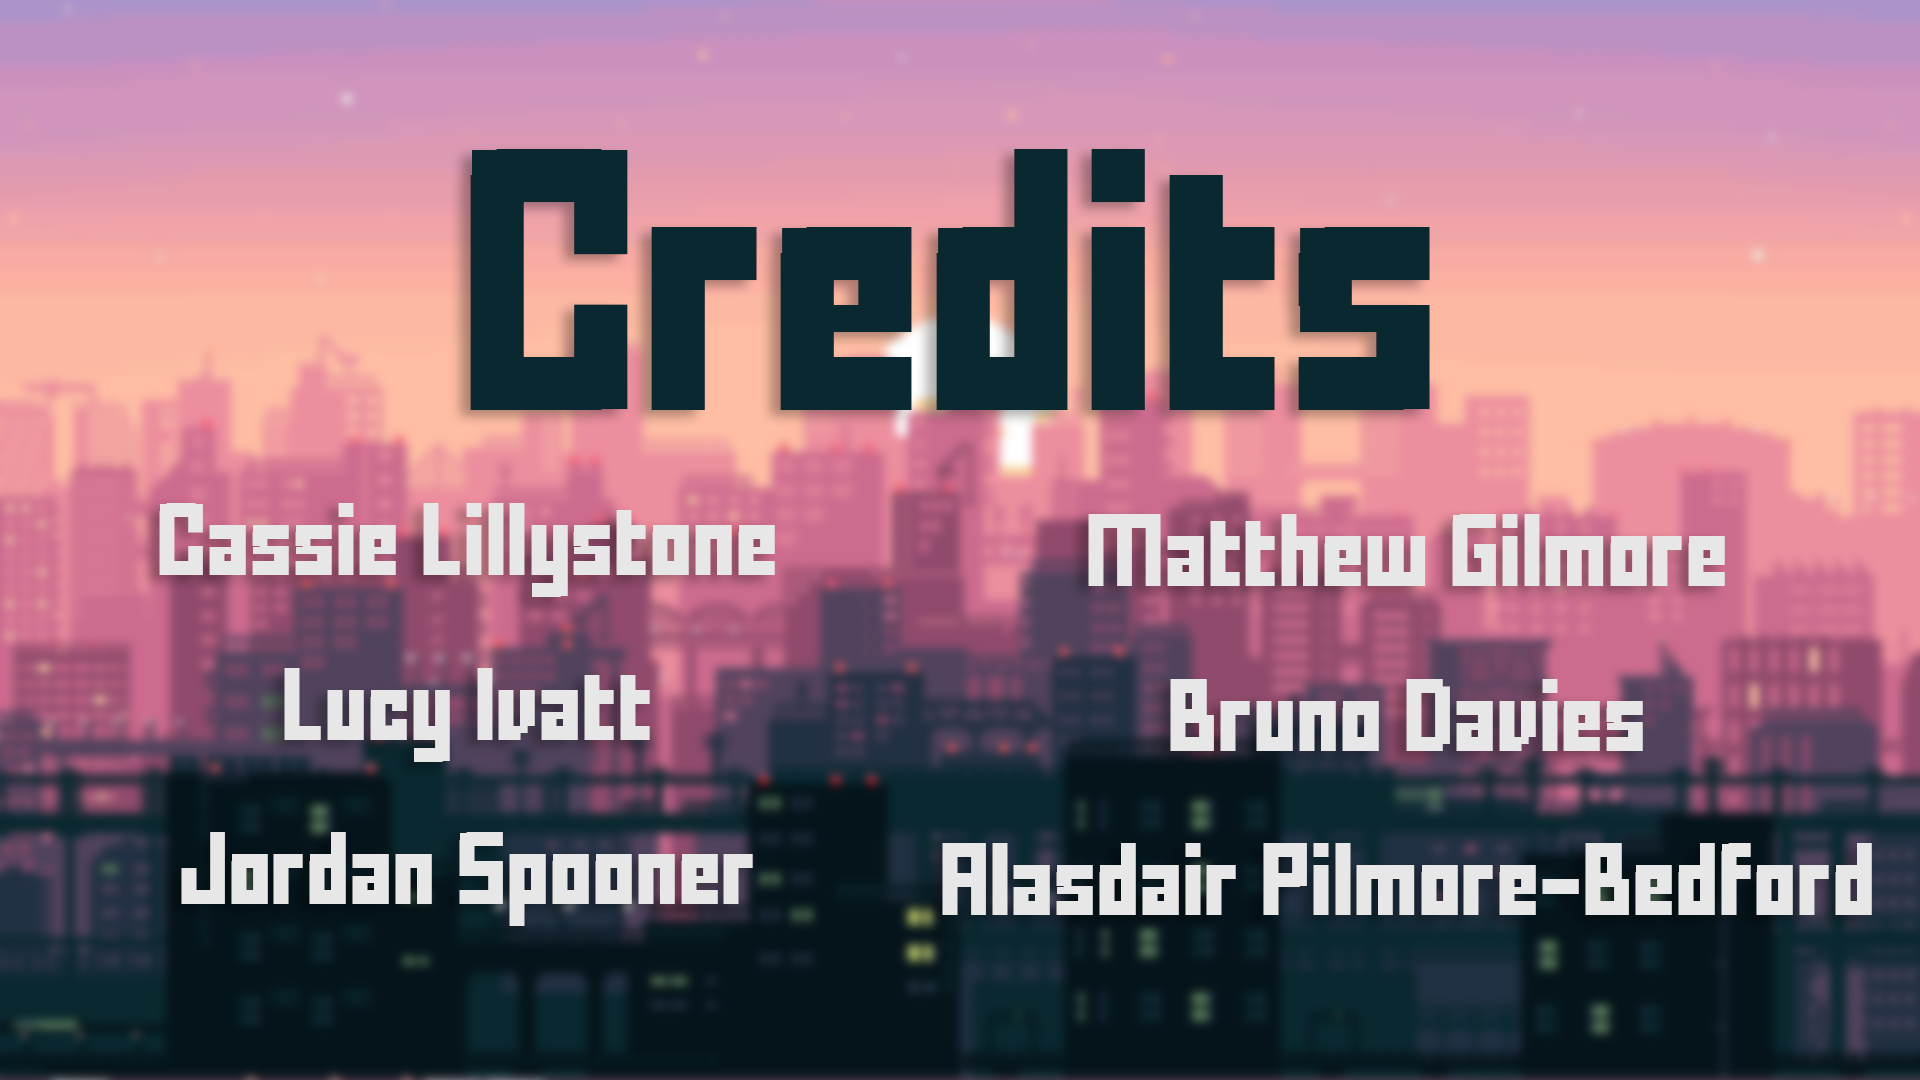 Credits
Cassie Lillystone
Matthew Gilmore
Lucy Ivatt
Bruno Davies
Jordan Spooner
Alasdair Pilmore-Bedford